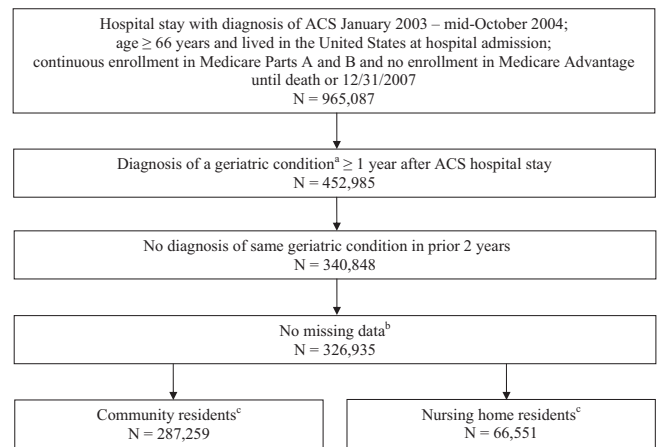 Hospital stay with diagnosis of ACS January 2003 – mid-October 2004;
age ≥ 66 years and lived in the United States at hospital admission;
continuous enrollment in Medicare Parts A and B and no enrollment in Medicare Advantage
until death or 12/31/2007
N = 965,087
Diagnosis of a geriatric conditionᵃ ≥ 1 year after ACS hospital stay
N = 452,985
No diagnosis of same geriatric condition in prior 2 years
N = 340,848
No missing dataᵇ
N = 326,935
Community residentsᶜ
N = 287,259
Nursing home residentsᶜ
N = 66,551